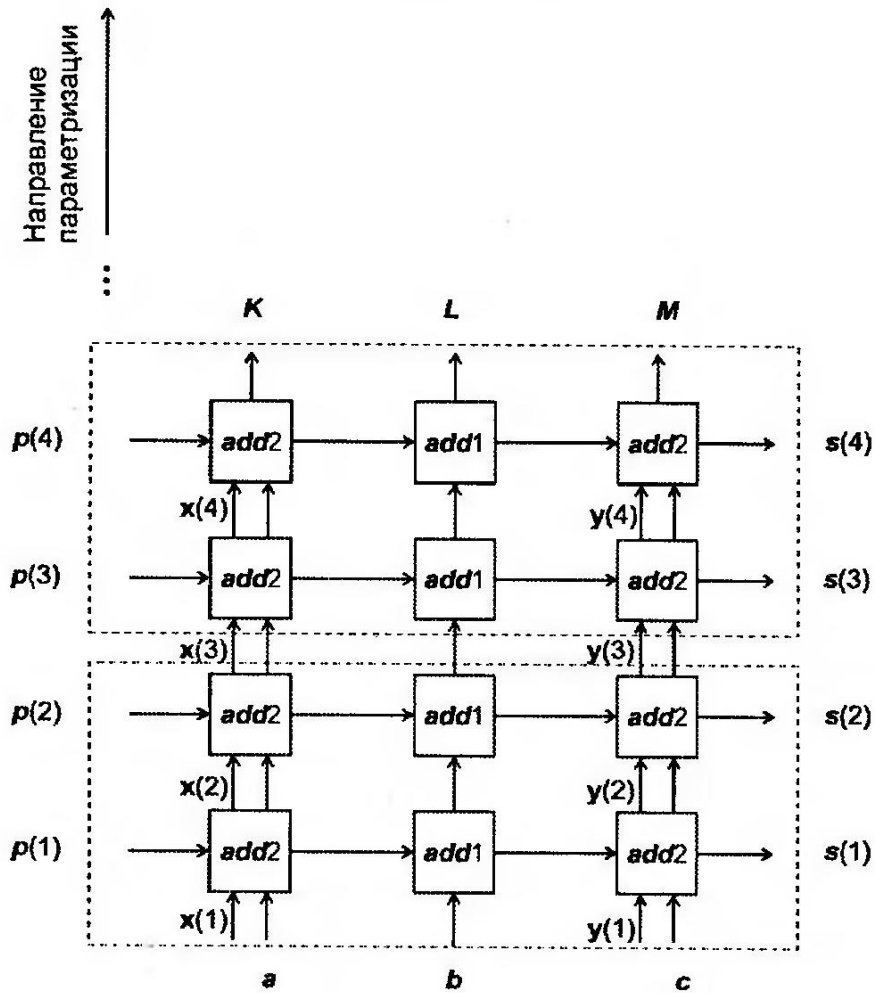 Направление
параметризации
...
K L M
p(4) add2 add1 add2 s(4)
x(4) y(4)
p(3) add2 add1 add2 s(3)
x(3) y(3)
p(2) add2 add1 add2 s(2)
x(2) y(2)
p(1) add2 add1 add2 s(1)
x(1) y(1)
a b c